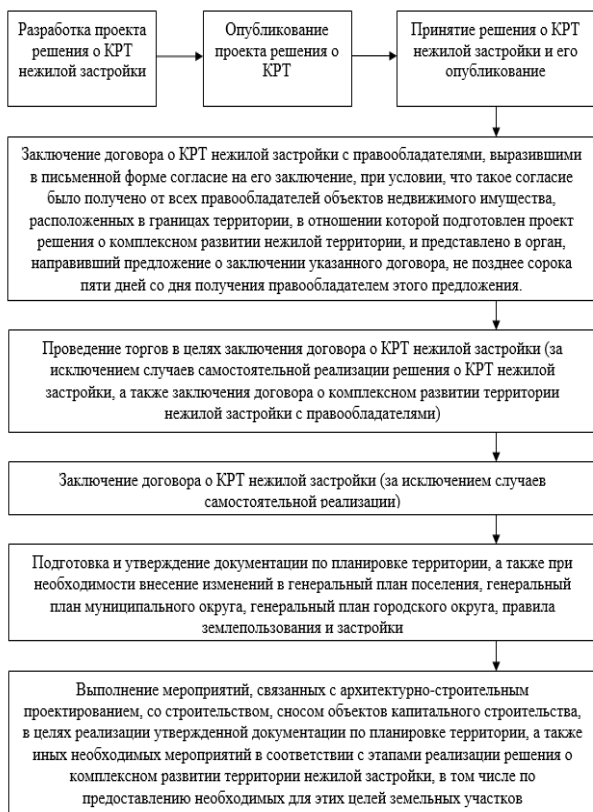 Разработка проекта
решения о КРТ
нежилой застройки
Опубликование
проекта решения о
КРТ
Принятие решения о КРТ
нежилой застройки и его
опубликование
Заключение договора о КРТ нежилой застройки с правообладателями, выразившими
в письменной форме согласие на его заключение, при условии, что такое согласие
было получено от всех правообладателей объектов недвижимого имущества,
расположенных в границах территории, в отношении которой подготовлен проект
решения о комплексном развитии нежилой территории, и представлено в орган,
направивший предложение о заключении указанного договора, не позднее сорока
пяти дней со дня получения правообладателем этого предложения.
Проведение торгов в целях заключения договора о КРТ нежилой застройки (за
исключением случаев самостоятельной реализации решения о КРТ нежилой
застройки, а также заключения договора о комплексном развитии территории
нежилой застройки с правообладателями)
Заключение договора о КРТ нежилой застройки (за исключением случаев
самостоятельной реализации)
Подготовка и утверждение документации по планировке территории, а также при
необходимости внесение изменений в генеральный план поселения, генеральный
план муниципального округа, генеральный план городского округа, правила
землепользования и застройки
Выполнение мероприятий, связанных с архитектурно-строительным
проектированием, со строительством, сносом объектов капитального строительства,
в целях реализации утвержденной документации по планировке территории, а также
иных необходимых мероприятий в соответствии с этапами реализации решения о
комплексном развитии территории нежилой застройки, в том числе по
предоставлению необходимых для этих целей земельных участков